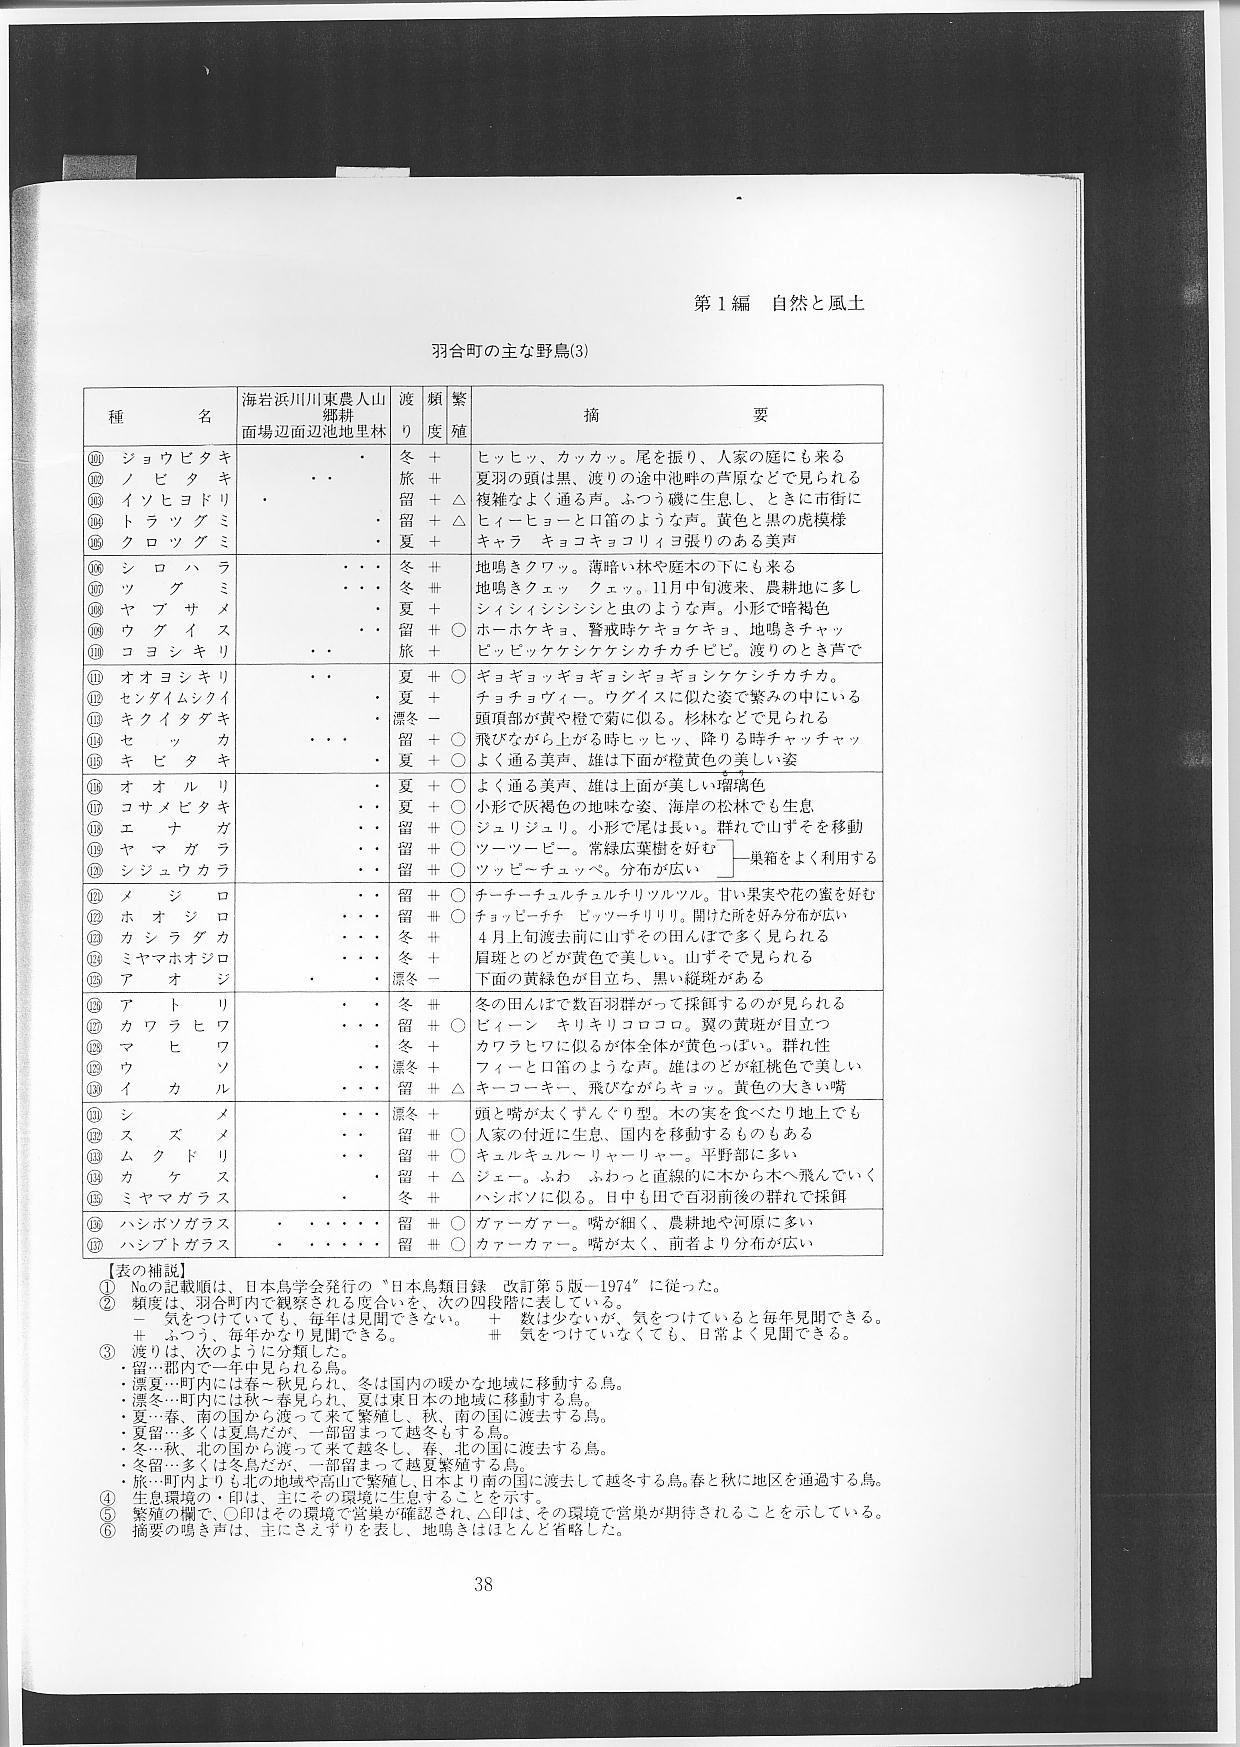 第1編　自然と風土
羽合町の主な野鳥(3)
種　名　海面　岩場　浜辺　川面　川辺　東郷池　農耕地　人里　山林　渡り　頻度　繁殖　摘　要
(101) ジョウビタキ ・ 冬 ＋ ヒッヒッ、カッカッ。尾を振り、人家の庭にも来る
(102) ノビタキ ・・ 旅 ⧺ 夏羽の頭は黒、渡りの途中池畔の芦原などで見られる
(103) イソヒヨドリ ・ 留 ＋ △ 複雑なよく通る声。ふつう磯に生息し、ときに市街に
(104) トラツグミ ・ 留 ＋ △ ヒィーヒョーと口笛のような声。黄色と黒の虎模様
(105) クロツグミ ・ 夏 ＋ キャラ　キョコキョコリィヨ張りのある美声
(106) シロハラ ・・・ 冬 ⧺ 地鳴きクワッ。薄暗い林や庭木の下にも来る
(107) ツグミ ・・・ 冬 ⧻ 地鳴きクェッ　クェッ。11月中旬渡来、農耕地に多し
(108) ヤブサメ ・ 夏 ＋ シィシィシシシシと虫のような声。小形で暗褐色
(109) ウグイス ・・ 留 ⧺ ○ ホーホケキョ、警戒時ケキョケキョ、地鳴きチャッ
(110) コヨシキリ ・・ 旅 ＋ ピッピッケケシケケシカチカチビビ。渡りのとき芦で
(111) オオヨシキリ ・・ 夏 ⧺ ○ ギョギョッギョギョシギョギョシケケシチカチカ。
(112) センダイムシクイ ・ 夏 ＋ チョチョヴィー。ウグイスに似た姿で繁みの中にいる
(113) キクイタダキ ・ 漂冬 － 頭頂部が黄や橙で菊に似る。杉林などで見られる
(114) セッカ ・・・ 留 ＋ ○ 飛びながら上がる時ヒッヒッ、降りる時チャッチャッ
(115) キビタキ ・ 夏 ＋ ○ よく通る美声、雄は下面が橙黄色の美しい姿
(116) オオルリ ・ 夏 ＋ ○ よく通る美声、雄は上面が美しい瑠璃色
(117) コサメビタキ ・・ 夏 ＋ ○ 小形で灰褐色の地味な姿、海岸の松林でも生息
(118) エナガ ・・ 留 ⧺ ○ ジュリジュリ。小形で尾は長い。群れで山ずそを移動
(119) ヤマガラ ・・ 留 ⧺ ○ ツーツーピー。常緑広葉樹を好む
(120) シジュウカラ ・・ 留 ⧺ ○ ツッピーチュッペ。分布が広い
巣箱をよく利用する
(121) メジロ ・・ 留 ⧺ ○ チーチーチュルチュルチリツルツル。甘い果実や花の蜜を好む
(122) ホオジロ ・・・ 留 ⧻ ○ チョッピーチチ　ピッツーチリリリ。開けた所を好み分布が広い
(123) カシラダカ ・・・ 冬 ⧺ 4月上旬渡去前に山ずその田んぼで多く見られる
(124) ミヤマホオジロ ・・・ 冬 ＋ 眉斑とのどが黄色で美しい。山ずそで見られる
(125) アオジ ・ ・ 漂冬 － 下面の黄緑色が目立ち、黒い縦斑がある
(126) アトリ ・ ・ 冬 ⧻ 冬の田んぼで数百羽群がって採餌するのが見られる
(127) カワラヒワ ・・・ 留 ⧺ ○ ビィーン　キリキリコロコロ。翼の黄斑が目立つ
(128) マヒワ ・ 冬 ＋ カワラヒワに似るが体全体が黄色っぽい。群れ性
(129) ウソ ・・ 漂冬 ＋ フィーと口笛のような声。雄はのどが紅桃色で美しい
(130) イカル ・・・ 留 ⧺ △ キーコーキー、飛びながらキョッ。黄色の大きい嘴
(131) シメ ・・・ 漂冬 ＋ 頭と嘴が太くずんぐり型。木の実を食べたり地上でも
(132) スズメ ・・ 留 ⧻ ○ 人家の付近に生息、国内を移動するものもある
(133) ムクドリ ・・ 留 ⧺ ○ キュルキュル～リャーリャー。平野部に多い
(134) カケス ・ 留 ＋ △ ジェー。ふわ　ふわっと直線的に木から木へ飛んでいく
(135) ミヤマガラス ・ 冬 ⧺ ハシボソに似る。日中も田で百羽前後の群れで採餌
(136) ハシボソガラス ・ ・・・・・ 留 ⧻ ○ ガァーガァー。嘴が細く、農耕地や河原に多い
(137) ハシブトガラス ・ ・・・・・ 留 ⧻ ○ カァーカァー。嘴が太く、前者より分布が広い
【表の補説】
① №の記載順は、日本鳥学会発行の〝日本鳥類目録　改訂第5版―1974〟に従った。
② 頻度は、羽合町内で観察される度合いを、次の四段階に表している。
－　気をつけていても、毎年は見聞できない。　＋　数は少ないが、気をつけていると毎年見聞できる。
⧺　ふつう、毎年かなり見聞できる。　⧻　気をつけていなくても、日常よく見聞できる。
③ 渡りは、次のように分類した。
・留…郡内で一年中見られる鳥。
・漂夏…町内には春～秋見られ、冬は国内の暖かな地域に移動する鳥。
・漂冬…町内には秋～春見られ、夏は東日本の地域に移動する鳥。
・夏…春、南の国から渡って来て繁殖し、秋、南の国に渡去する鳥。
・夏留…多くは夏鳥だが、一部留まって越冬もする鳥。
・冬…秋、北の国から渡って来て越冬し、春、北の国に渡去する鳥。
・冬留…多くは冬鳥だが、一部留まって越夏繁殖する鳥。
・旅…町内よりも北の地域や高山で繁殖し、日本より南の国に渡去して越冬する鳥。春と秋に地区を通過する鳥。
④ 生息環境の・印は、主にその環境に生息することを示す。
⑤ 繁殖の欄で、○印はその環境で営巣が確認され、△印は、その環境で営巣が期待されることを示している。
⑥ 摘要の鳴き声は、主にさえずりを表し、地鳴きはほとんど省略した。
38